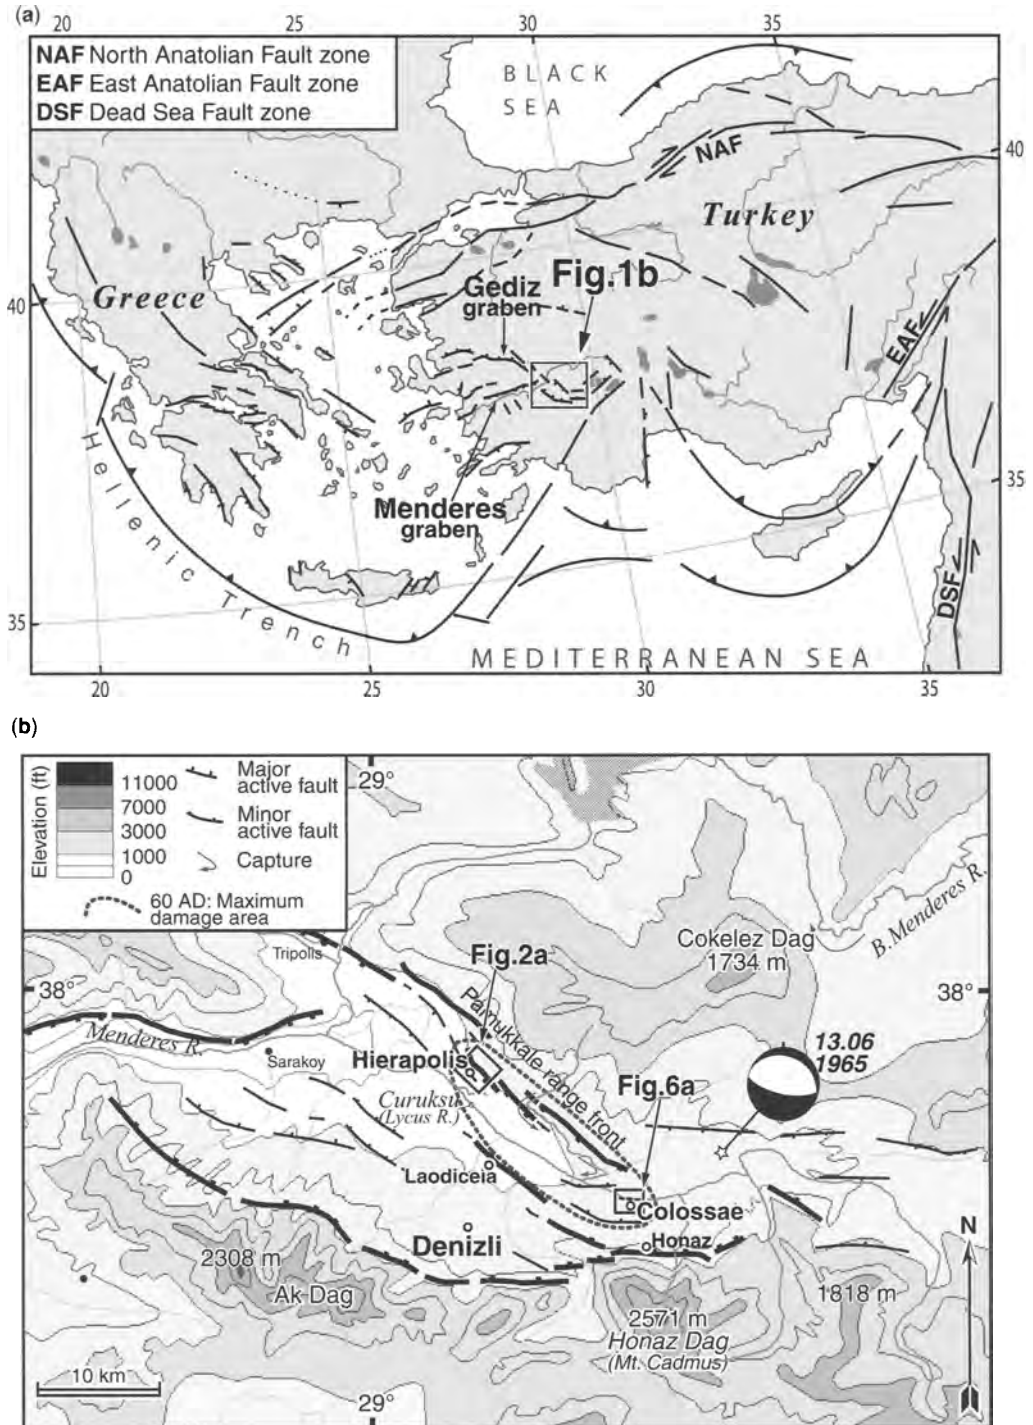 (a)
20
30
35
NAF North Anatolian Fault zone
EAF East Anatolian Fault zone
DSF Dead Sea Fault zone
BLACK
SEA
NAF
40
Turkey
Fig.1b
Greece
Gediz
graben
40
EAF
Hellenic Trench
Menderes
graben
35
DSF
35
MEDITERRANEAN SEA
20
25
30
35
(b)
Elevation (ft)
11000
7000
3000
1000
0
Major
active fault
Minor
active fault
Capture
60 AD: Maximum
damage area
29°
B.Menderes R.
Cokelez Dag
1734 m
Tripolis
Fig.2a
38°
38°
Pamukkale range front
Menderes R.
Sarakoy
Hierapolis
13.06
1965
Fig.6a
Curuksu
(Lycus R.)
Laodiceia
Colossae
Honaz
Denizli
N
2308 m
Ak Dag
1818 m
2571 m
Honaz Dag
(Mt. Cadmus)
10 km
29°